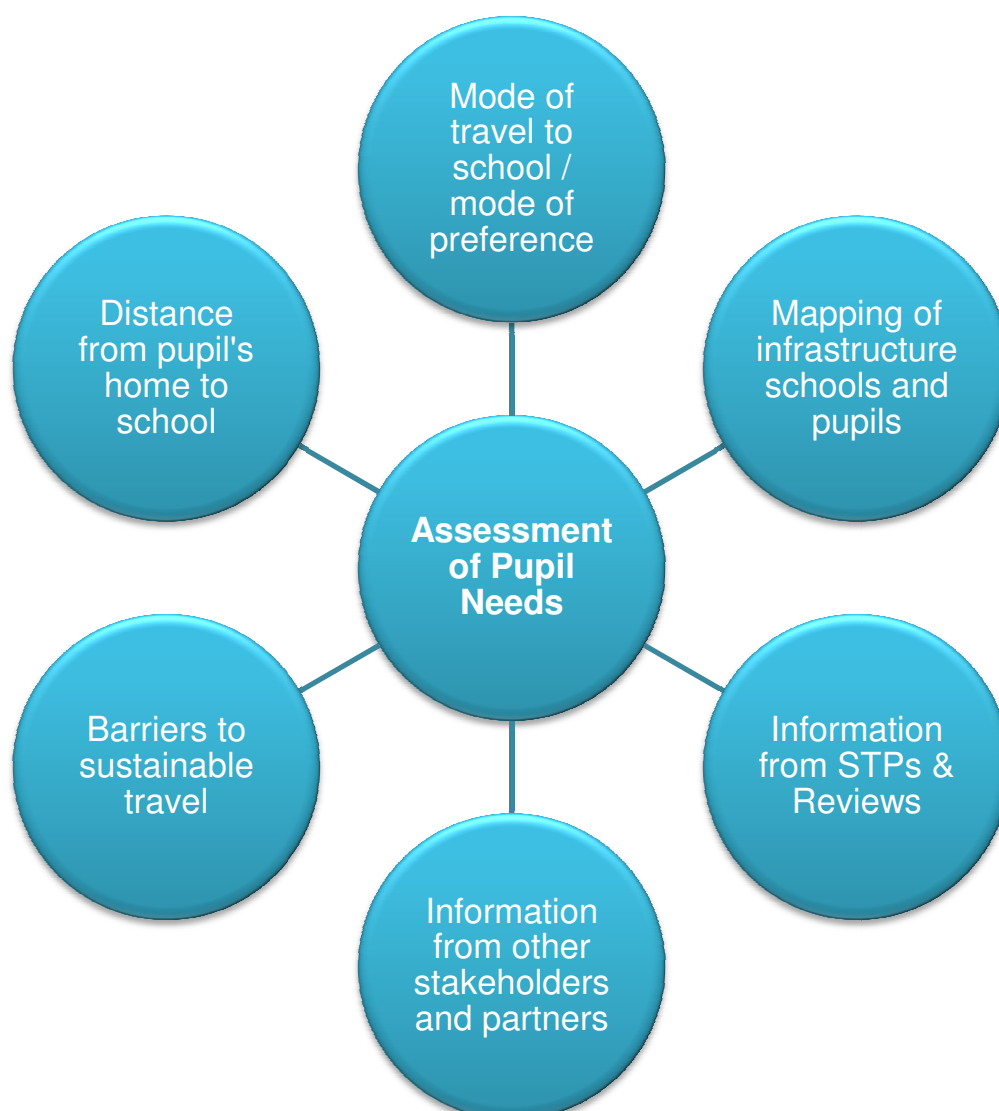 Mode of
travel to
school /
mode of
preference
Distance
from pupil's
home to
school
Mapping of
infrastructure
schools and
pupils
Assessment
of Pupil
Needs
Barriers to
sustainable
travel
Information
from STPs &
Reviews
Information
from other
stakeholders
and partners